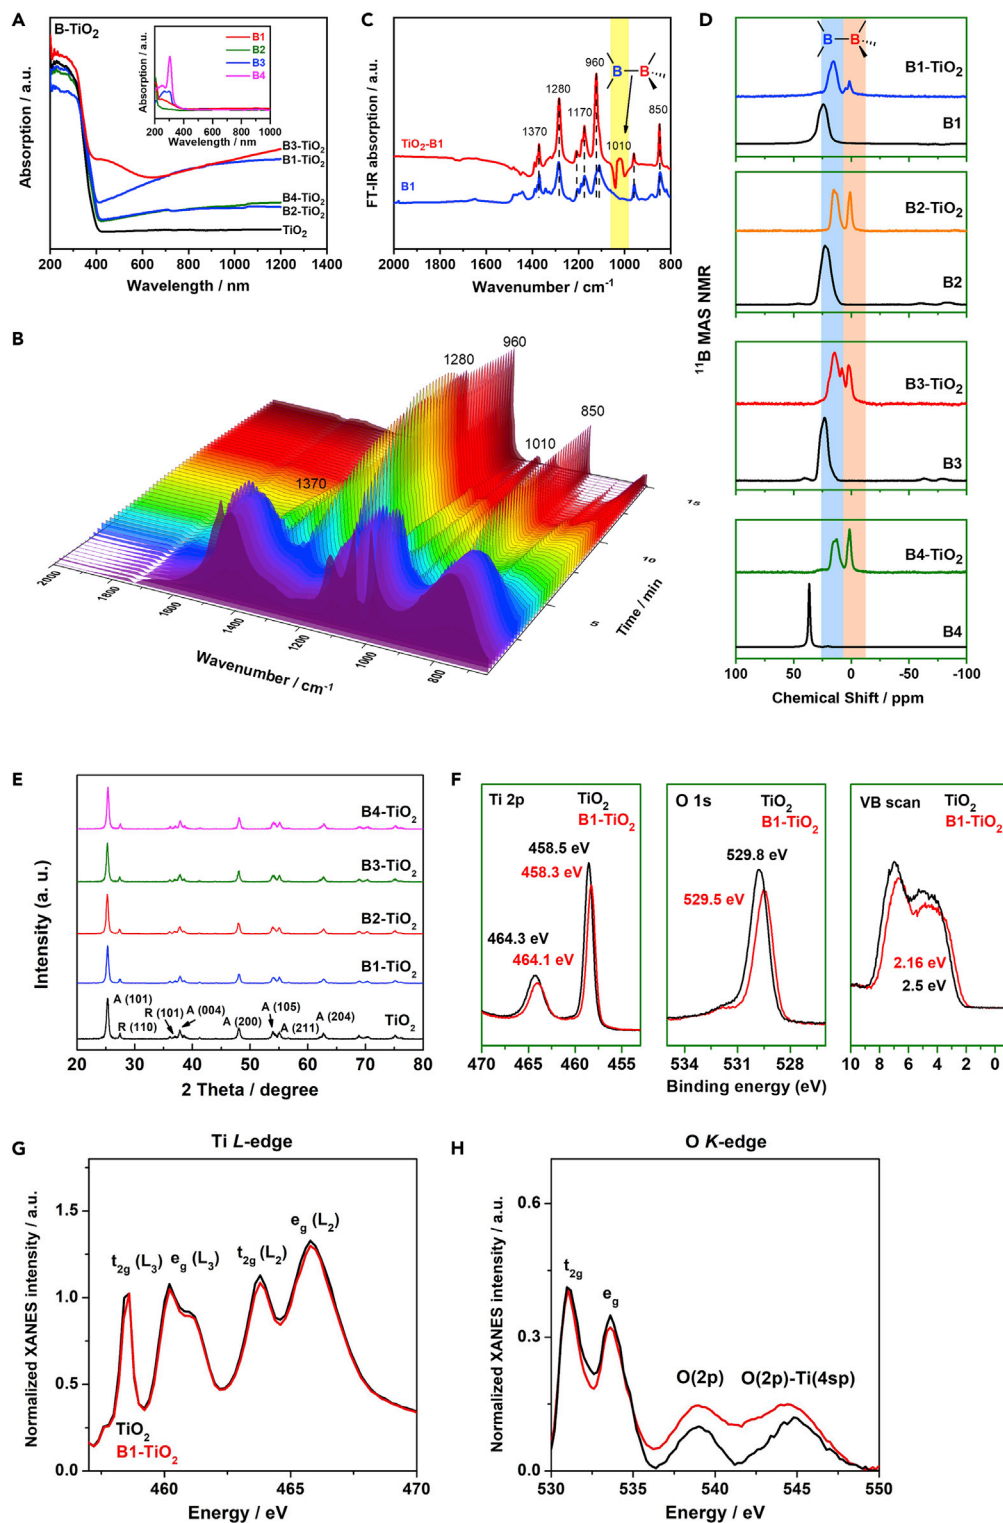 A
B-TiO2
B1
B2
B3
B4
Absorption / a.u.
200 400 600 800 1000
Wavelength / nm
B3-TiO2
B1-TiO2
B4-TiO2
B2-TiO2
TiO2
Absorption / a.u.
200 400 600 800 1000 1200 1400
Wavelength / nm
C
B B
960
1280
1170
1370
850
1010
TiO2-B1
B1
FT-IR absorption / a.u.
2000 1800 1600 1400 1200 1000 800
Wavenumber / cm-1
D
B B
B1-TiO2
B1
B2-TiO2
B2
B3-TiO2
B3
B4-TiO2
B4
11B MAS NMR
100 50 0 -50 -100
Chemical Shift / ppm
B
960
1280
850
1010
1370
15
10
5
Time / min
2000 1800 1600 1400 1200 1000 800
Wavenumber / cm-1
E
B4-TiO2
B3-TiO2
B2-TiO2
B1-TiO2
TiO2
A (101)
R (110)
R (101)
A (004)
A (200)
A (105)
A (211)
A (204)
Intensity (a. u.)
20 30 40 50 60 70 80
2 Theta / degree
F
Ti 2p
TiO2
B1-TiO2
458.5 eV
458.3 eV
464.3 eV
464.1 eV
470 465 460 455
O 1s
TiO2
B1-TiO2
529.8 eV
529.5 eV
534 531 528
Binding energy (eV)
VB scan
TiO2
B1-TiO2
2.16 eV
2.5 eV
10 8 6 4 2 0
G
Ti L-edge
t2g (L3)
eg (L3)
t2g (L2)
eg (L2)
TiO2
B1-TiO2
Normalized XANES intensity / a.u.
0.0 0.5 1.0 1.5
460 465 470
Energy / eV
H
O K-edge
t2g
eg
O(2p)
O(2p)-Ti(4sp)
Normalized XANES intensity / a.u.
0.0 0.3 0.6
530 535 540 545 550
Energy / eV